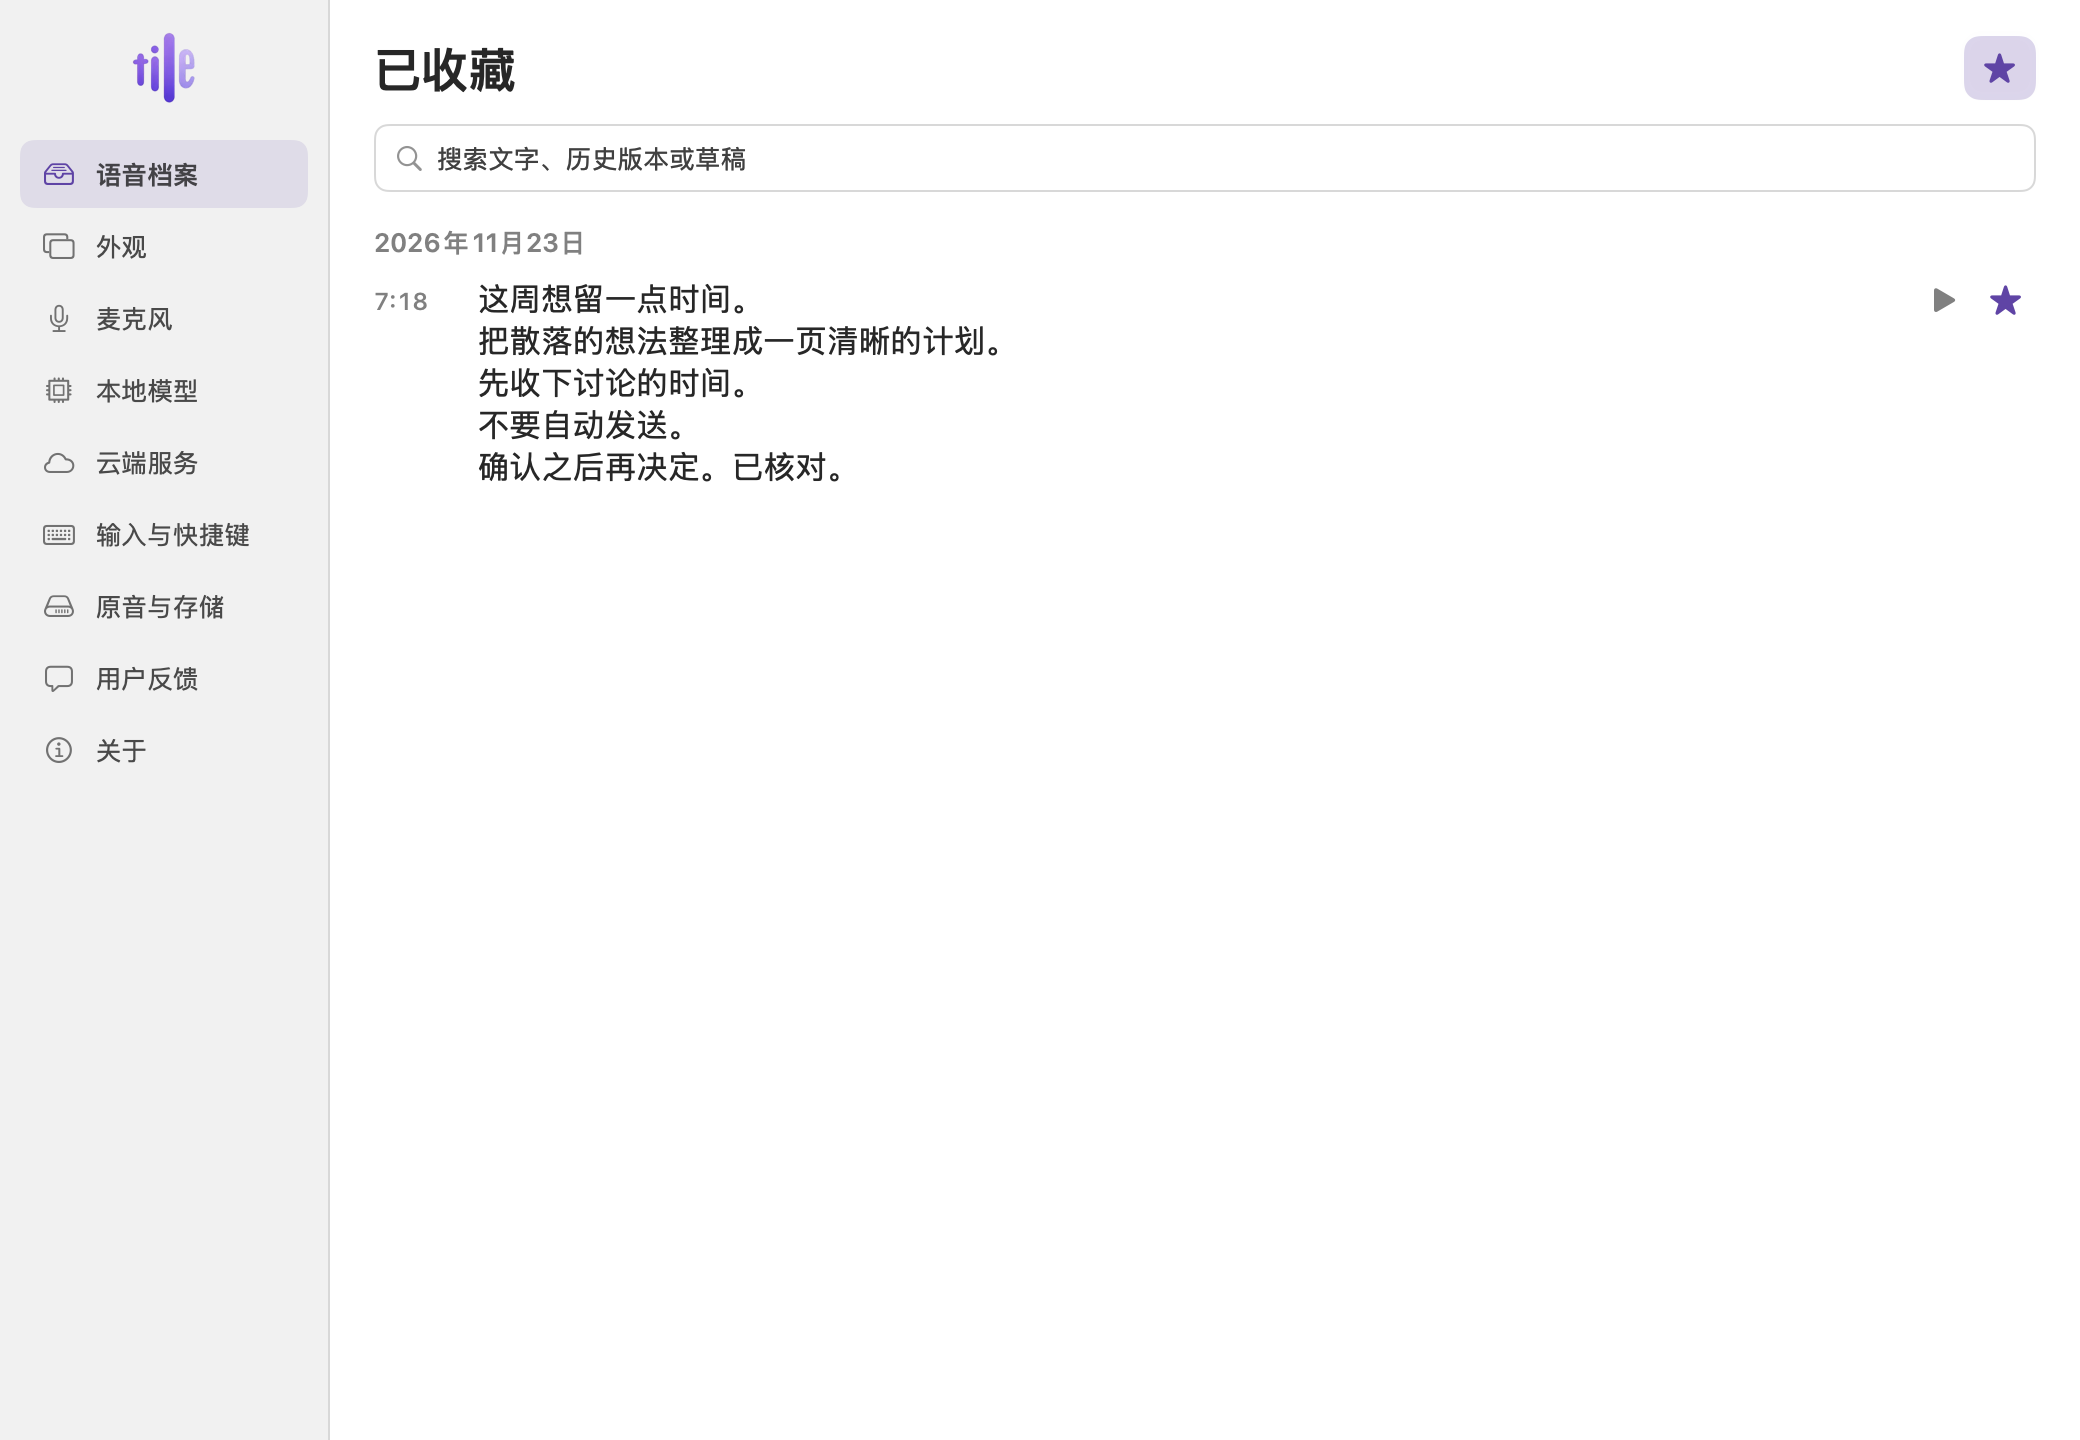 tile
语音档案
外观
麦克风
本地模型
云端服务
输入与快捷键
原音与存储
用户反馈
关于
已收藏
搜索文字、历史版本或草稿
2026年11月23日
7:18
这周想留一点时间。
把散落的想法整理成一页清晰的计划。
先收下讨论的时间。
不要自动发送。
确认之后再决定。已核对。